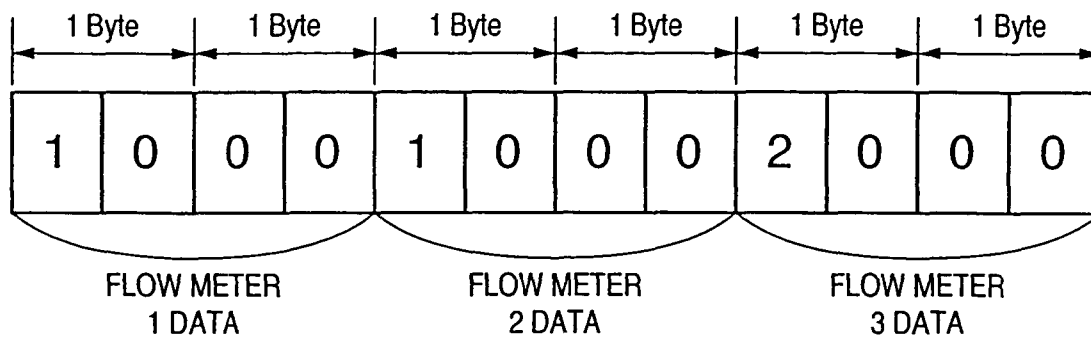 1 Byte 1 Byte 1 Byte 1 Byte 1 Byte 1 Byte
1 0 0 0 1 0 0 0 2 0 0 0
FLOW METER FLOW METER FLOW METER
1 DATA 2 DATA 3 DATA